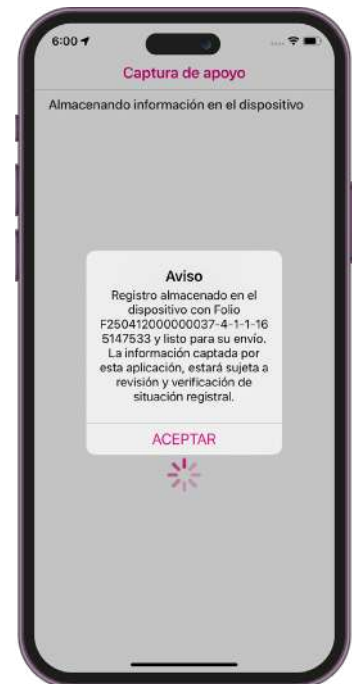 6:00
Captura de apoyo
Almacenando información en el dispositivo
Aviso
Registro almacenado en el
dispositivo con Folio
F250412000000037-4-1-1-16
5147533 y listo para su envío.
La información captada por
esta aplicación, estará sujeta a
revisión y verificación de
situación registral.
ACEPTAR